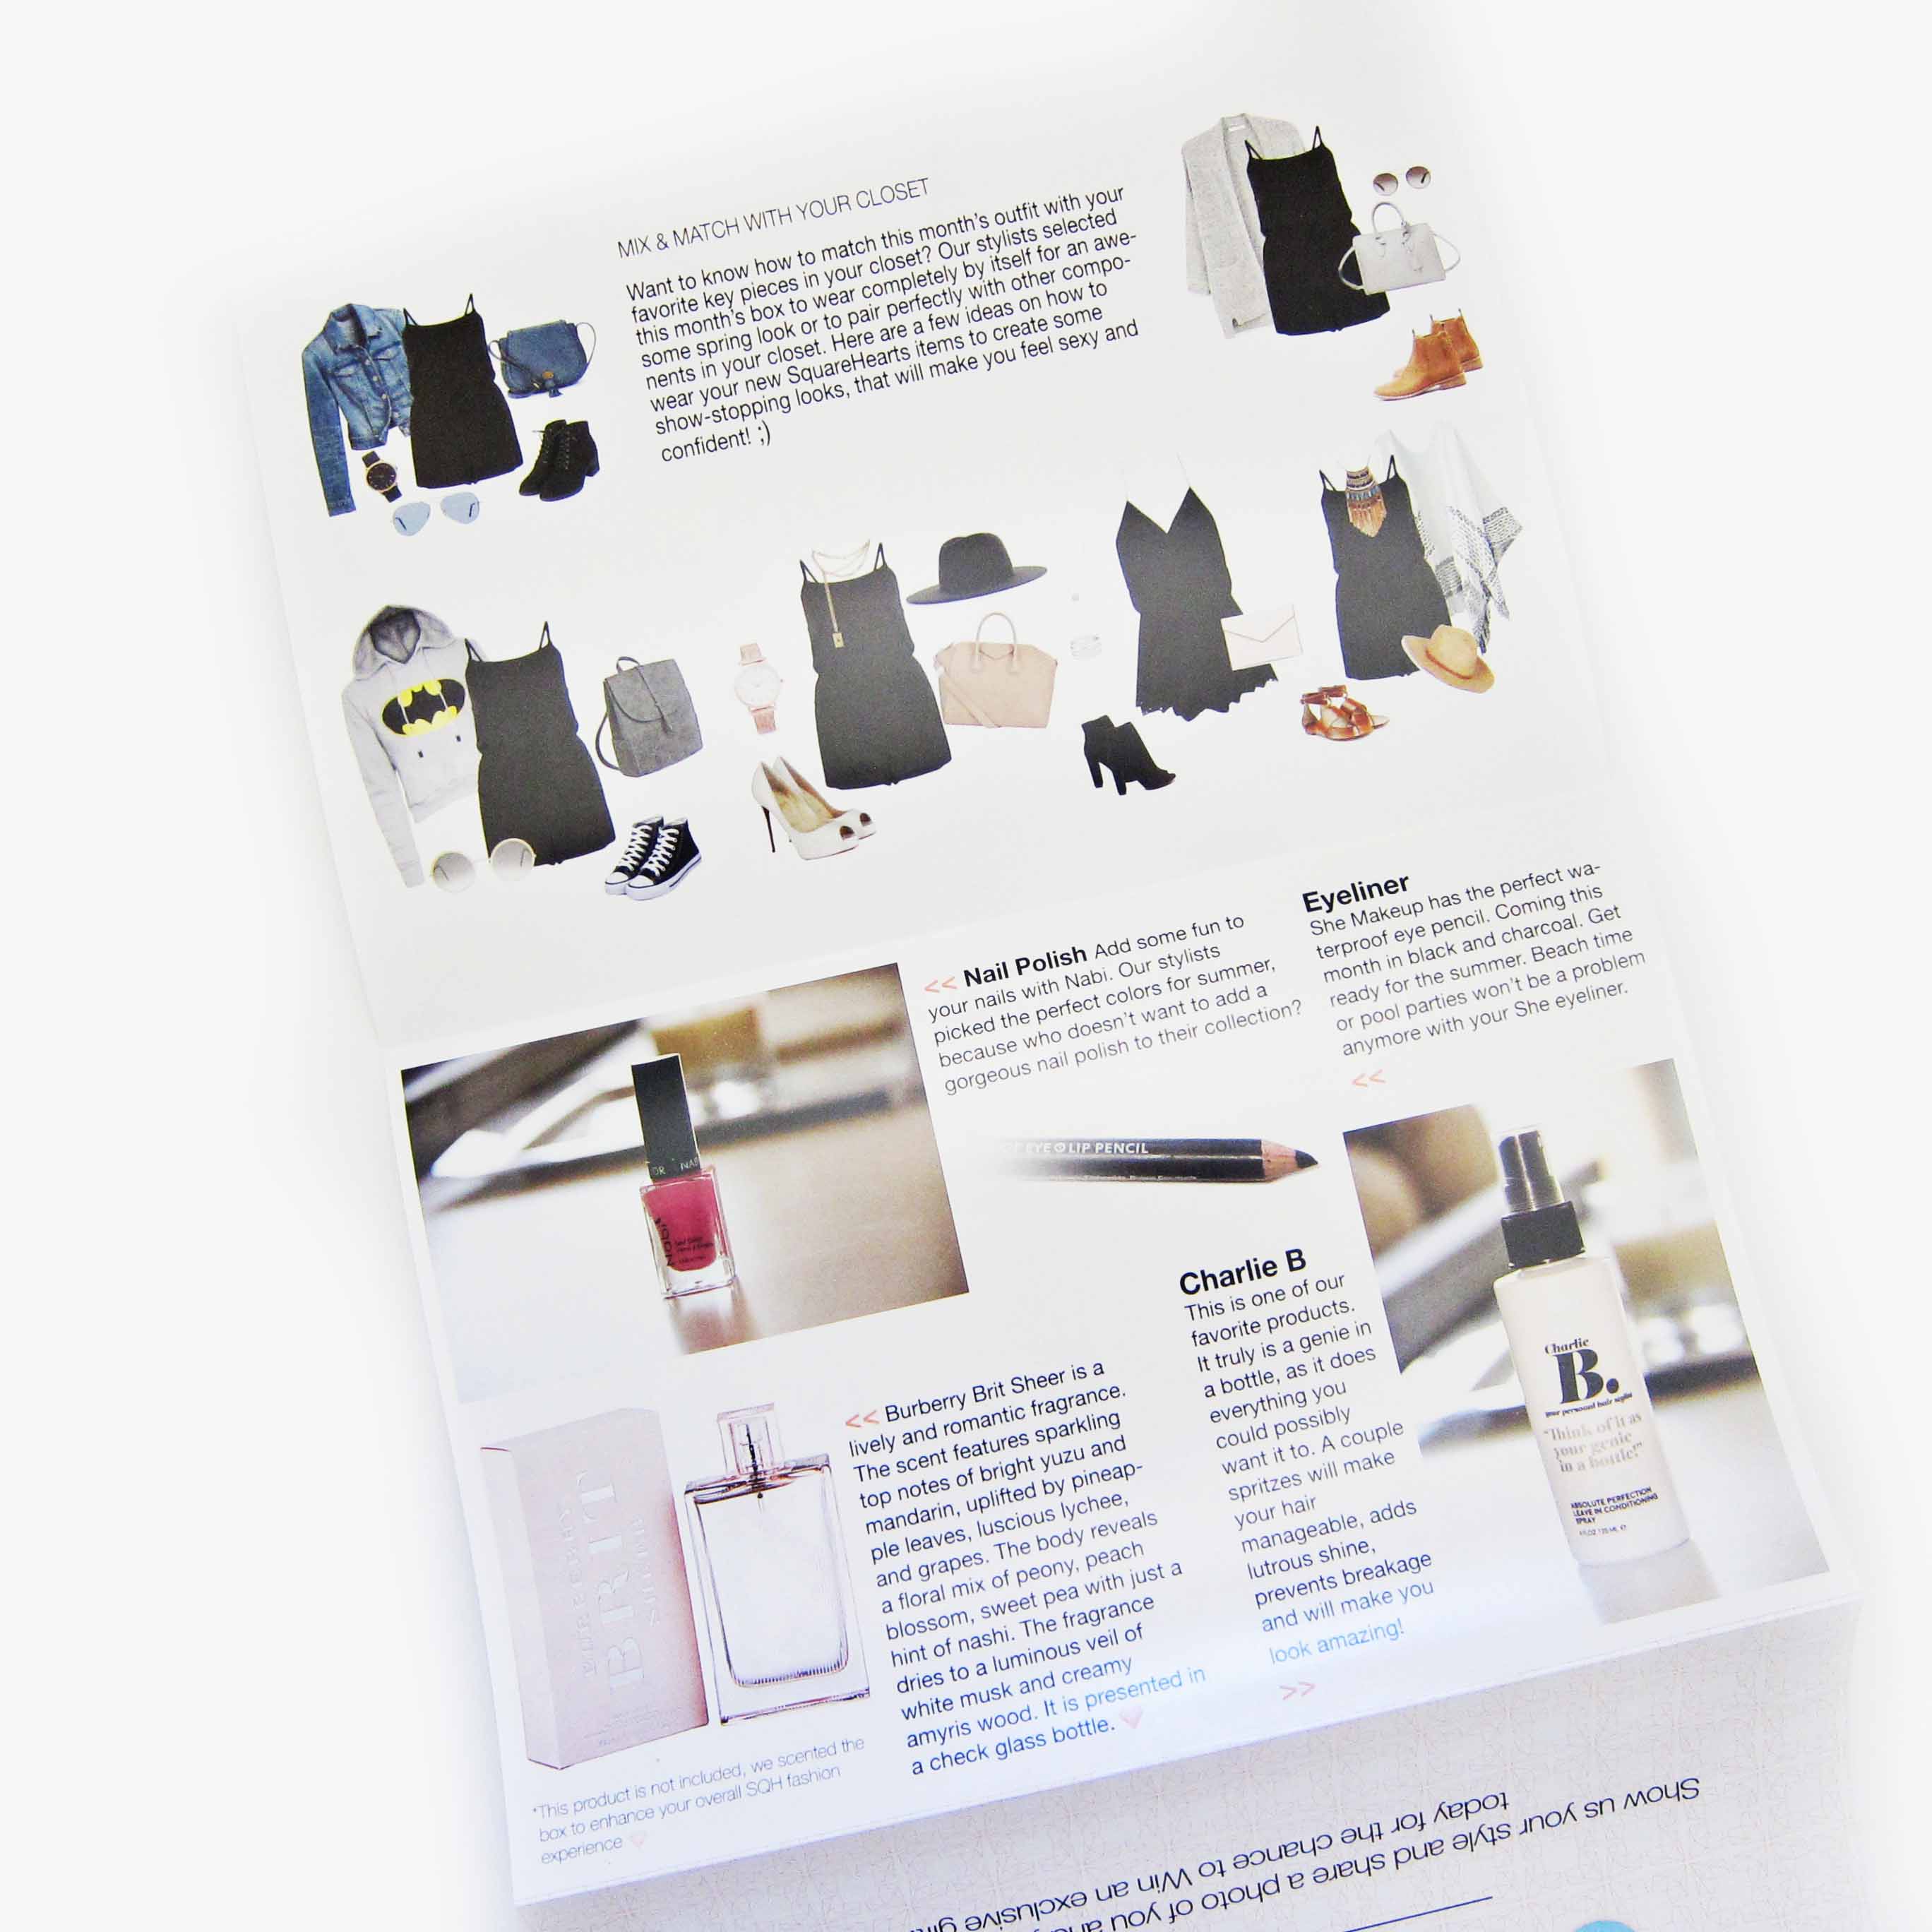 MIX & MATCH WITH YOUR CLOSET
Want to know how to match this month's outfit with your
favorite key pieces in your closet? Our stylists selected
this month's box to wear completely by itself for an awe-
some spring look or to pair perfectly with other compo-
nents in your closet. Here are a few ideas on how to
wear your new SquareHearts items to create some
show-stopping looks, that will make you feel sexy and
confident! ;)
<< Nail Polish Add some fun to
your nails with Nabi. Our stylists
picked the perfect colors for summer,
because who doesn't want to add a
gorgeous nail polish to their collection?
Eyeliner
She Makeup has the perfect wa-
terproof eye pencil. Coming this
month in black and charcoal. Get
ready for the summer. Beach time
or pool parties won't be a problem
anymore with your She eyeliner.
<<
EYE & LIP PENCIL
Nabi
Charlie B
This is one of our
favorite products.
It truly is a genie in
a bottle, as it does
everything you
could possibly
want it to. A couple
spritzes will make
your hair
manageable, adds
lutrous shine,
prevents breakage
and will make you
look amazing!
>>
Charlie
B.
your personal hair stylist
"Think of it as
your genie
in a bottle!"
ABSOLUTE PERFECTION
LEAVE IN CONDITIONING
SPRAY
<< Burberry Brit Sheer is a
lively and romantic fragrance.
The scent features sparkling
top notes of bright yuzu and
mandarin, uplifted by pineap-
ple leaves, luscious lychee,
and grapes. The body reveals
a floral mix of peony, peach
blossom, sweet pea with just a
hint of nashi. The fragrance
dries to a luminous veil of
white musk and creamy
amyris wood. It is presented in
a check glass bottle.
BURBERRY
BRIT
SHEER
*This product is not included, we scented the
box to enhance your overall SQH fashion
experience
Show us your style and share a photo of you and
today for the chance to Win an exclusive